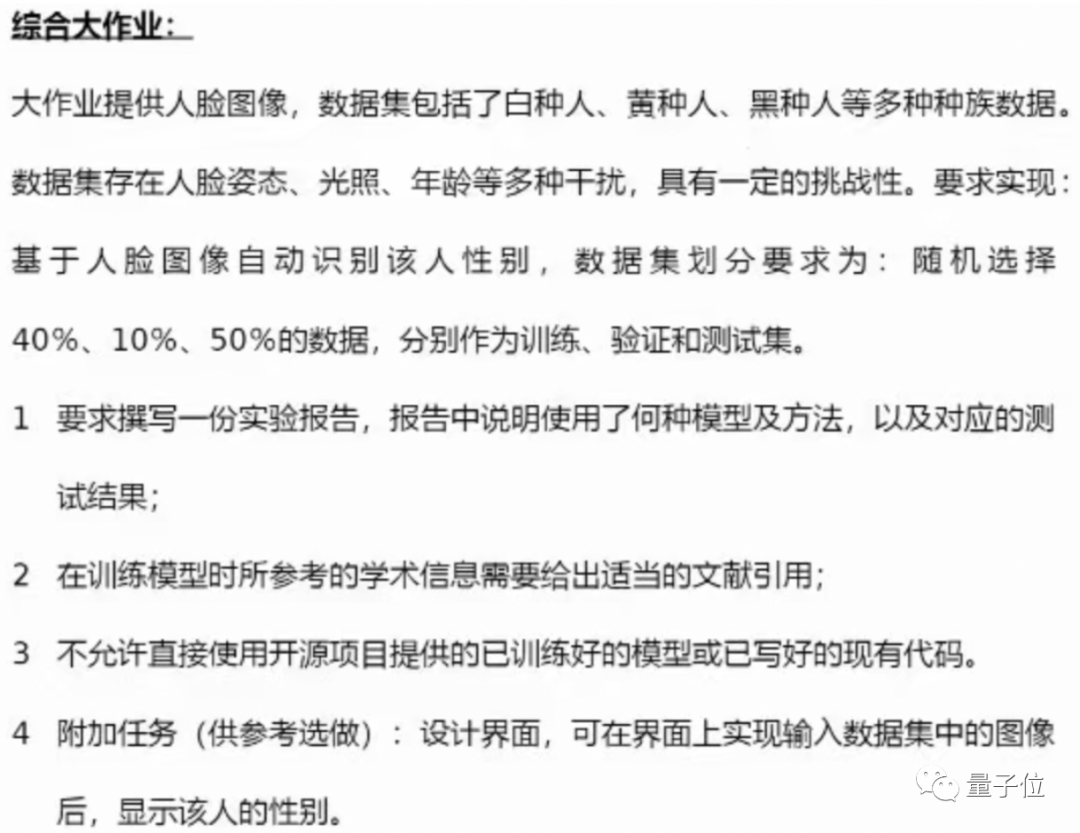 综合大作业：
大作业提供人脸图像，数据集包括了白种人、黄种人、黑种人等多种种族数据。
数据集存在人脸姿态、光照、年龄等多种干扰，具有一定的挑战性。要求实现：
基于人脸图像自动识别该人性别，数据集划分要求为：随机选择
40%、10%、50%的数据，分别作为训练、验证和测试集。
1 要求撰写一份实验报告，报告中说明使用了何种模型及方法，以及对应的测
试结果；
2 在训练模型时所参考的学术信息需要给出适当的文献引用；
3 不允许直接使用开源项目提供的已训练好的模型或已写好的现有代码。
4 附加任务（供参考选做）：设计界面，可在界面上实现输入数据集中的图像
后，显示该人的性别。
量子位